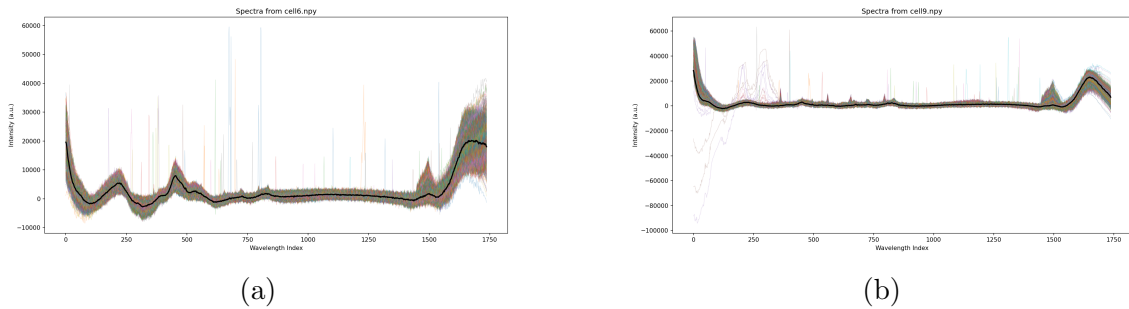 Spectra from cell6.npy
60000
50000
40000
30000
20000
10000
0
−10000
Intensity (a.u.)
0 250 500 750 1000 1250 1500 1750
Wavelength Index
(a)
Spectra from cell9.npy
60000
40000
20000
0
−20000
−40000
−60000
−80000
−100000
Intensity (a.u.)
0 250 500 750 1000 1250 1500 1750
Wavelength Index
(b)